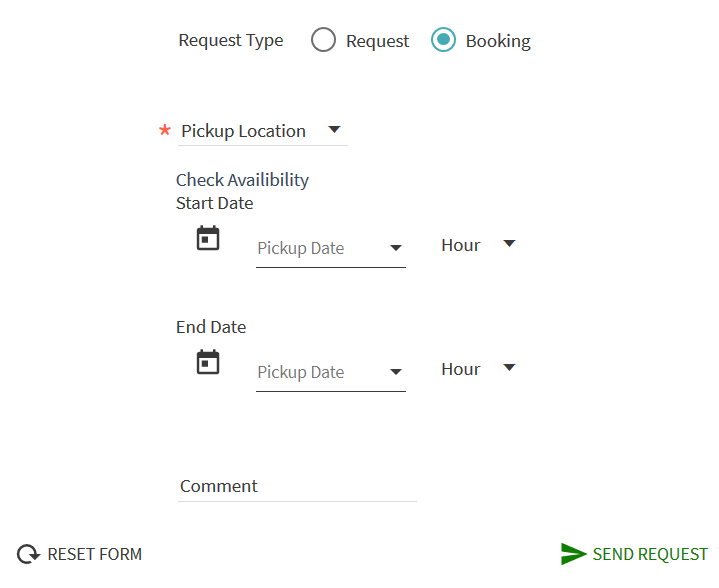 Request Type Request Booking
* Pickup Location
Check Availibility
Start Date
Pickup Date Hour
End Date
Pickup Date Hour
Comment
RESET FORM SEND REQUEST